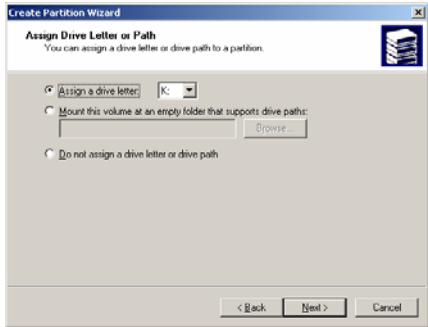 Create Partition Wizard
Assign Drive Letter or Path
You can assign a drive letter or drive path to a partition.
Assign a drive letter: K:
Mount this volume at an empty folder that supports drive paths:
Browse...
Do not assign a drive letter or drive path
< Back Next > Cancel